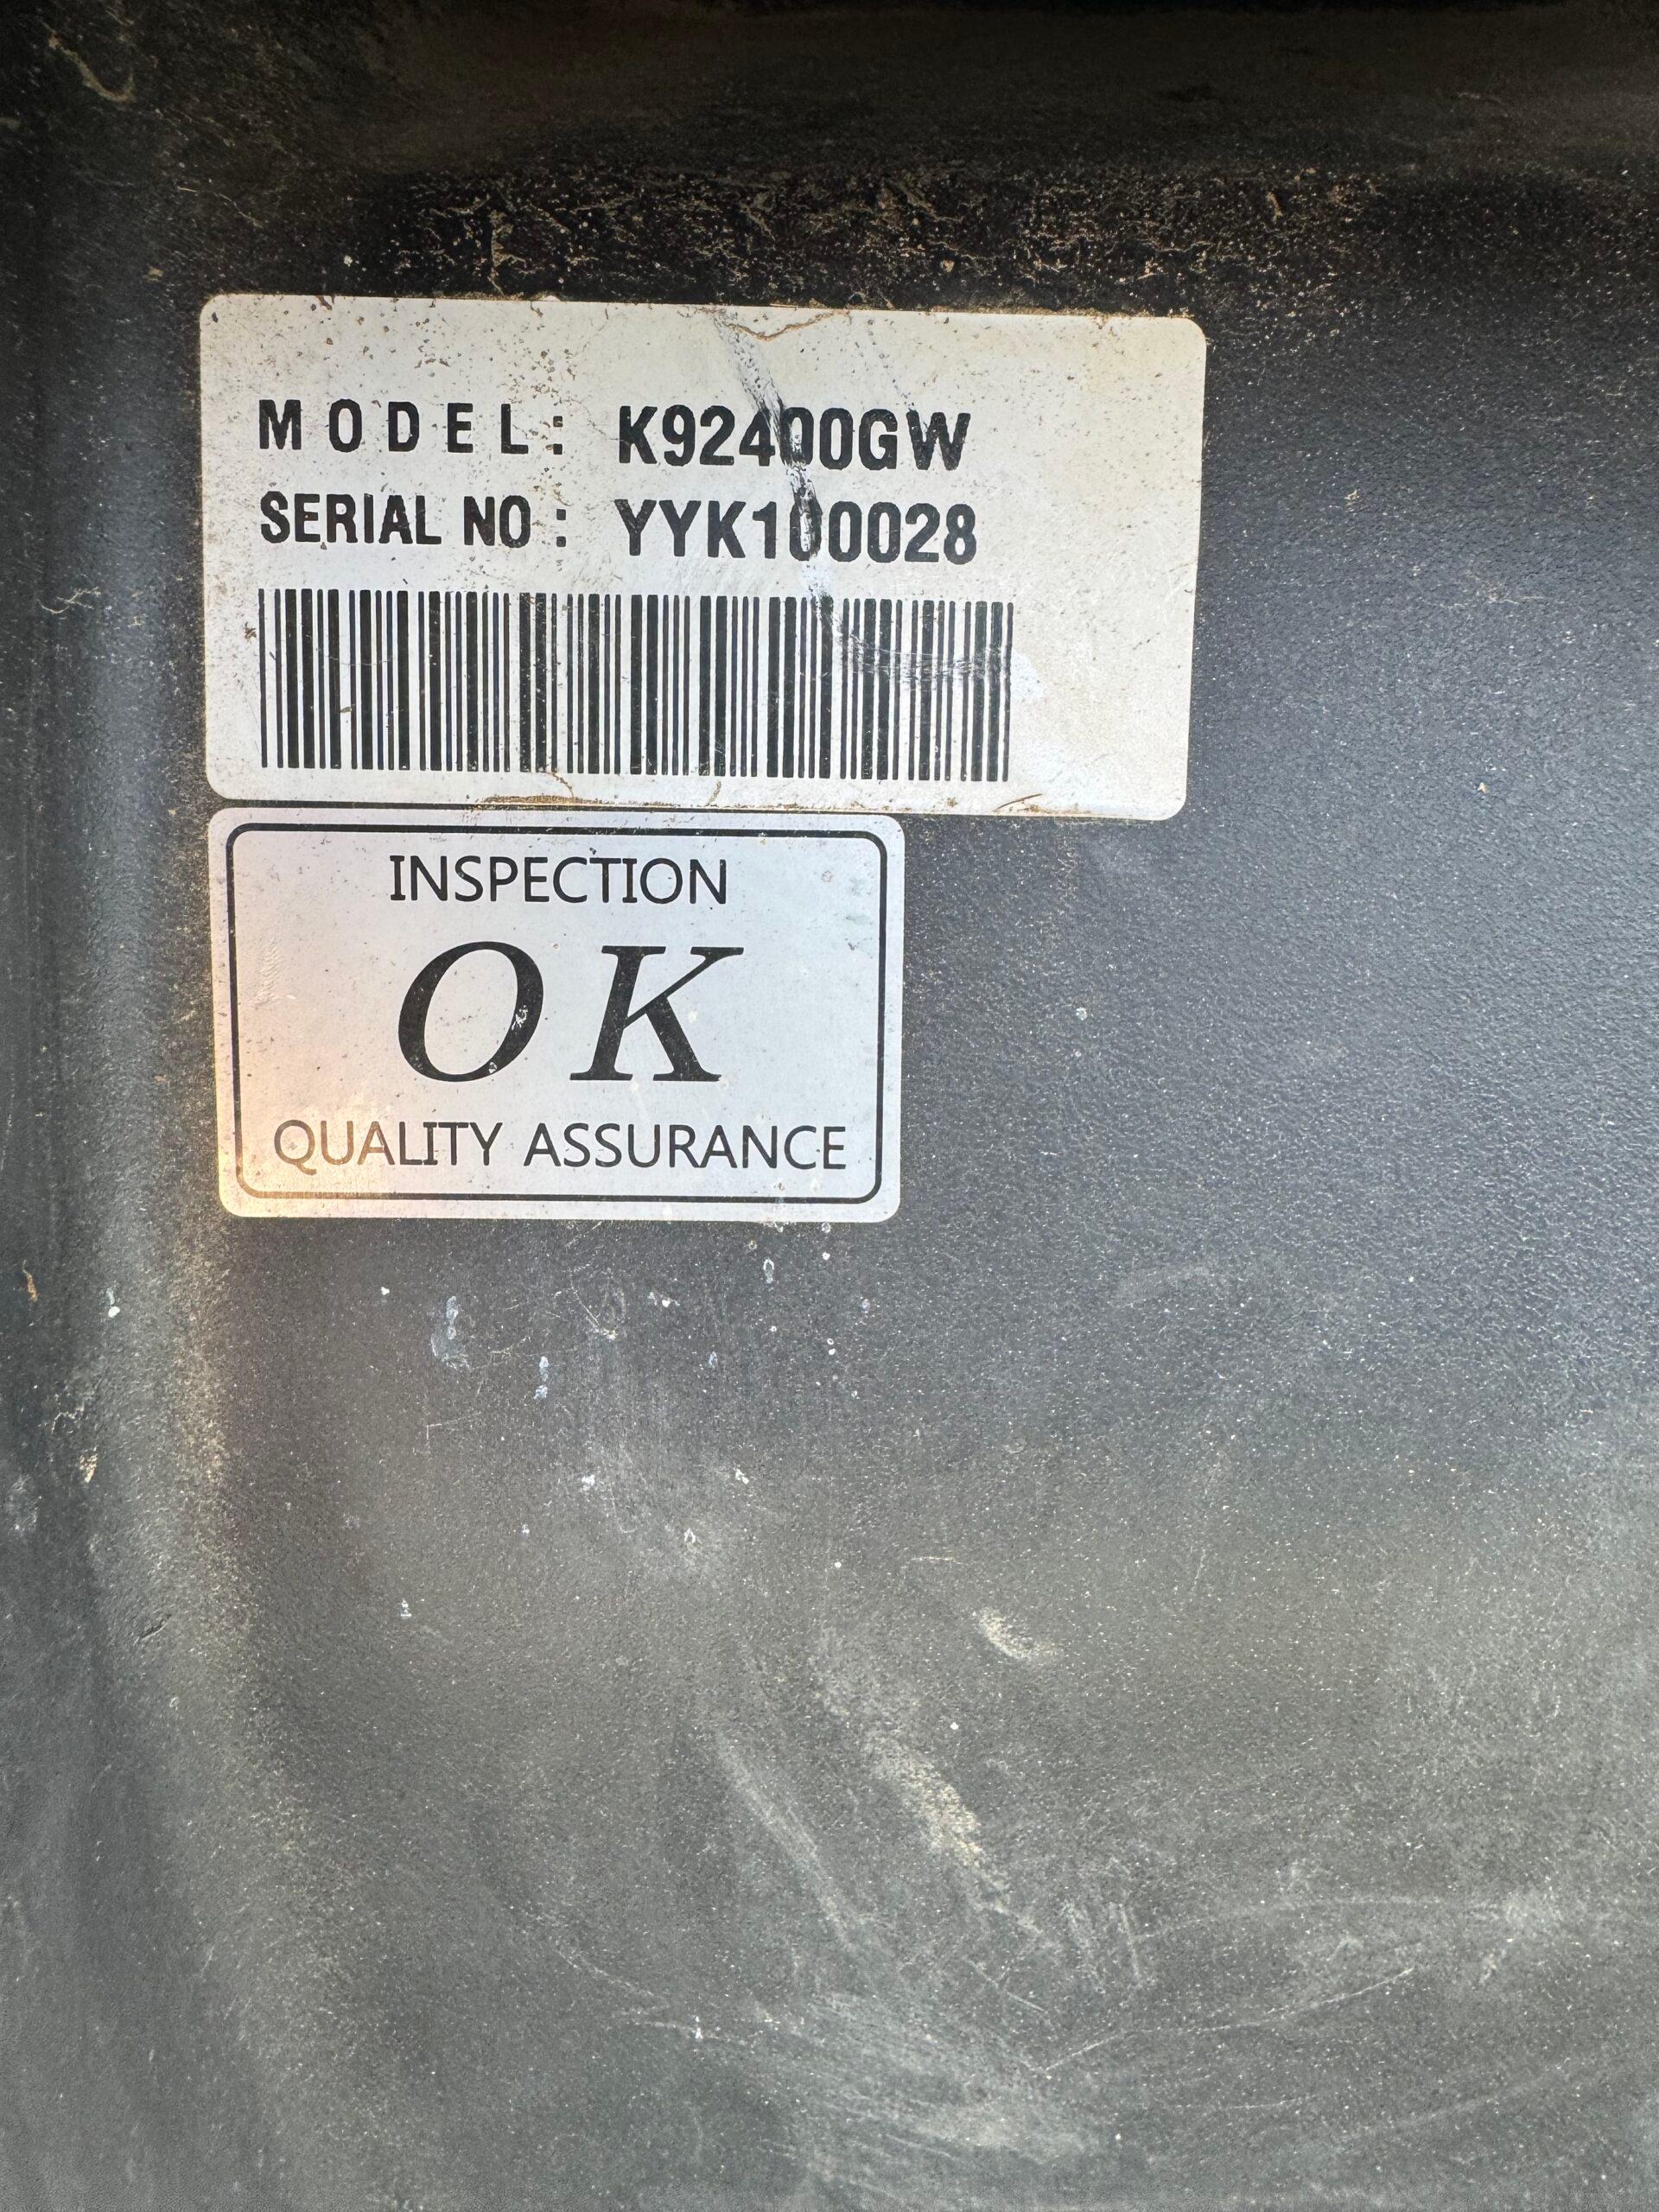 MODEL: K92400GW
SERIAL NO: YYK100028
INSPECTION
OK
QUALITY ASSURANCE